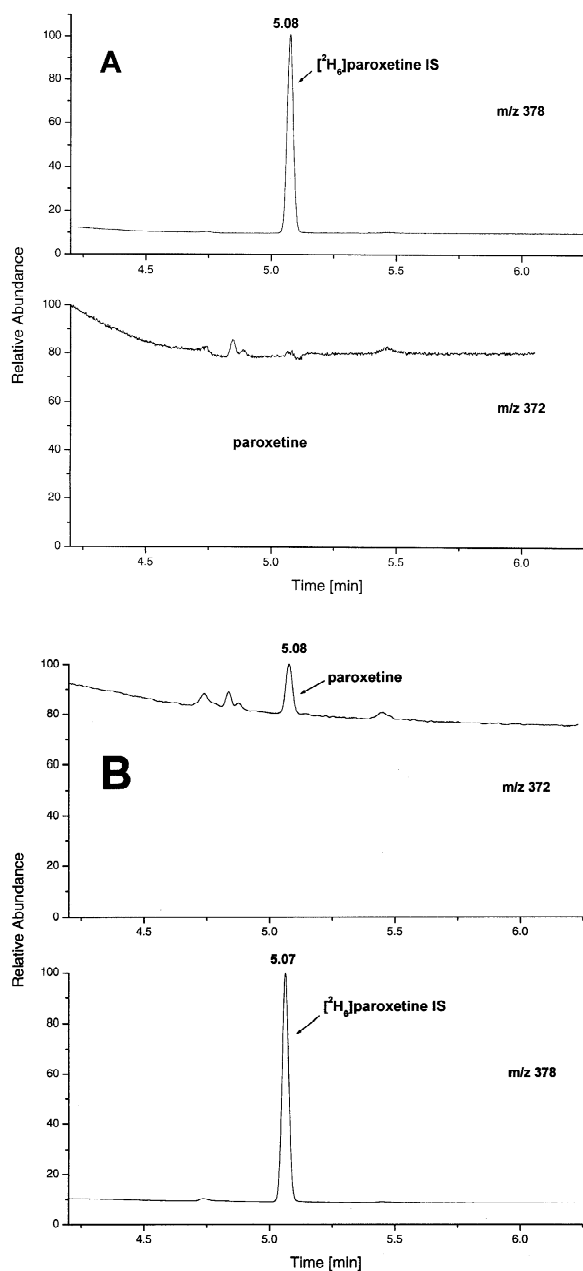 5.08
A
[²H₆]paroxetine IS
m/z 378
100
80
60
40
20
0
4.5 5.0 5.5 6.0
Relative Abundance
100
80
60
40
80
0
m/z 372
paroxetine
4.5 5.0 5.5 6.0
Time [min]
5.08
paroxetine
B
m/z 372
100
80
60
40
20
0
4.5 5.0 5.5 6.0
Relative Abundance
5.07
[²H₆]paroxetine IS
m/z 378
100
80
60
40
20
0
4.5 5.0 5.5 6.0
Time [min]